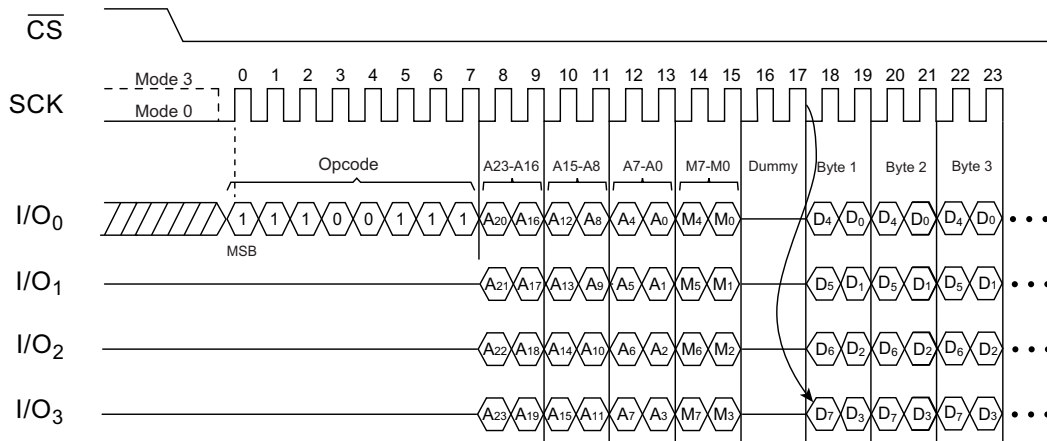 CS
Mode 3
0 1 2 3 4 5 6 7 8 9 10 11 12 13 14 15 16 17 18 19 20 21 22 23
SCK
Mode 0
Opcode A23-A16 A15-A8 A7-A0 M7-M0 Dummy Byte 1 Byte 2 Byte 3
I/O0 1 1 1 0 0 1 1 1 A20 A16 A12 A8 A4 A0 M4 M0 D4 D0 D4 D0 D4 D0
MSB
I/O1 A21 A17 A13 A9 A5 A1 M5 M1 D5 D1 D5 D1 D5 D1
I/O2 A22 A18 A14 A10 A6 A2 M6 M2 D6 D2 D6 D2 D6 D2
I/O3 A23 A19 A15 A11 A7 A3 M7 M3 D7 D3 D7 D3 D7 D3